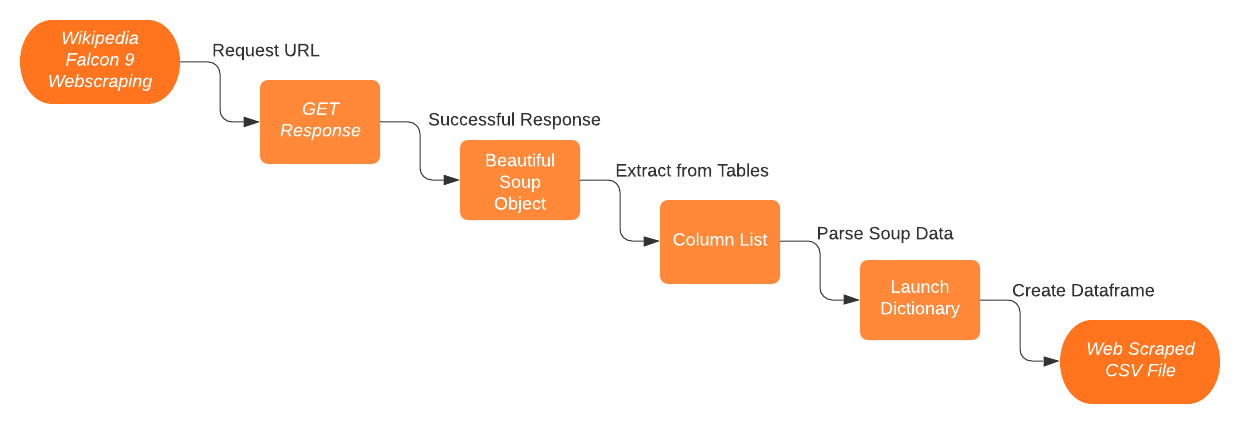 Wikipedia
Falcon 9
Webscraping
Request URL
GET
Response
Successful Response
Beautiful
Soup
Object
Extract from Tables
Column List
Parse Soup Data
Launch
Dictionary
Create Dataframe
Web Scraped
CSV File